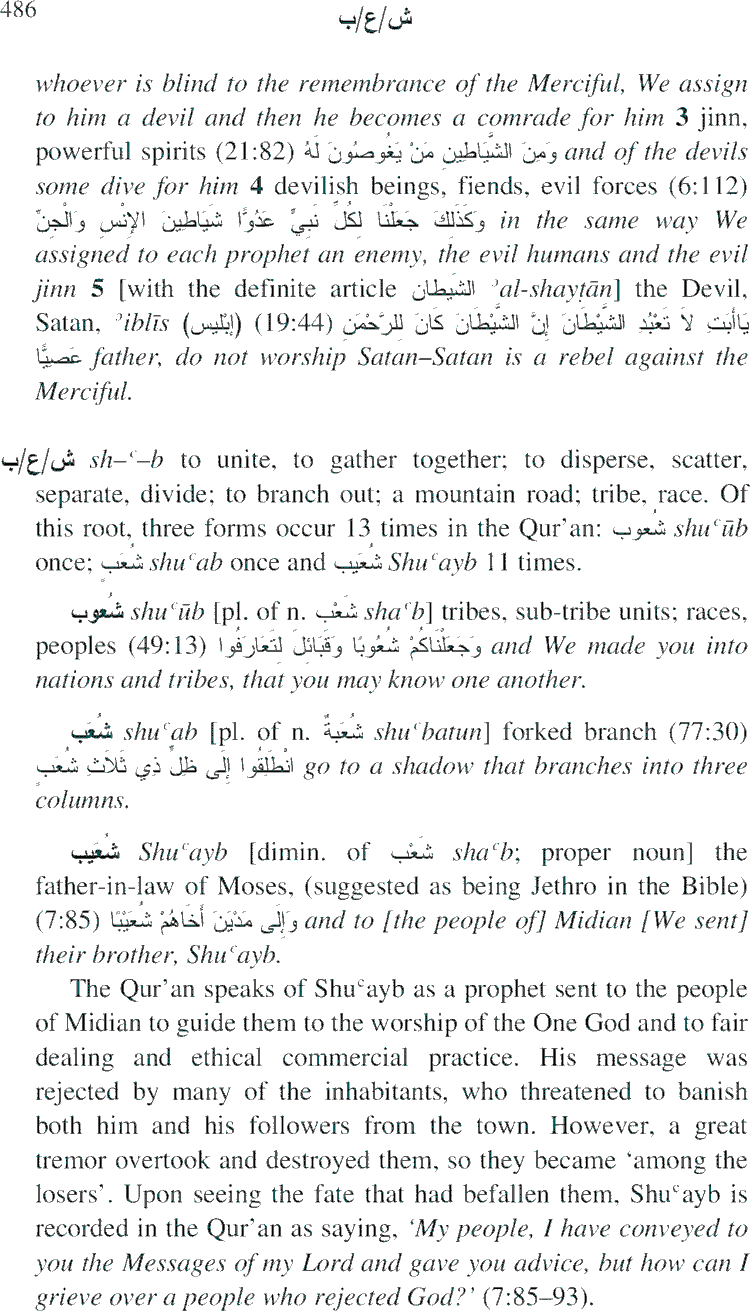 486
ش/ع/ب
whoever is blind to the remembrance of the Merciful, We assign
to him a devil and then he becomes a comrade for him 3 jinn,
powerful spirits (21:82) وَمِنَ الشَّيَاطِينِ مَنْ يَغُوصُونَ لَهُ and of the devils
some dive for him 4 devilish beings, fiends, evil forces (6:112)
وَكَذَلِكَ جَعَلْنَا لِكُلِّ نَبِيٍّ عَدُوًّا شَيَاطِينَ الإنْسِ وَالْجِنِّ in the same way We
assigned to each prophet an enemy, the evil humans and the evil
jinn 5 [with the definite article الشَيطان ʾal-shayṭān] the Devil,
Satan, ʾiblīs (إبْليس) (19:44) يَاأَبَتِ لاَ تَعْبُدِ الشَّيْطَانَ إِنَّ الشَّيْطَانَ كَانَ لِلرَّحْمَنِ
عَصِيًّا father, do not worship Satan–Satan is a rebel against the
Merciful.
ش/ع/ب sh–ʿ–b to unite, to gather together; to disperse, scatter,
separate, divide; to branch out; a mountain road; tribe, race. Of
this root, three forms occur 13 times in the Qur’an: شُعوب shuʿūb
once; شُعَبٍ shuʿab once and شُعَيب Shuʿayb 11 times.
شُعوب shuʿūb [pl. of n. شَعْب shaʿb] tribes, sub-tribe units; races,
peoples (49:13) وَجَعَلْنَاكُمْ شُعُوبًا وَقَبَائِلَ لِتَعَارَفُوا and We made you into
nations and tribes, that you may know one another.
شُعَب shuʿab [pl. of n. شُعَبةٌ shuʿbatun] forked branch (77:30)
انْطَلِقُوا إِلَى ظِلٍّ ذِي ثَلاَثِ شُعَبٍ go to a shadow that branches into three
columns.
شُعَيب Shuʿayb [dimin. of شَعْب shaʿb; proper noun] the
father-in-law of Moses, (suggested as being Jethro in the Bible)
(7:85) وَإِلَى مَدْيَنَ أَخَاهُمْ شُعَيْبًا and to [the people of] Midian [We sent]
their brother, Shuʿayb.
The Qur’an speaks of Shuʿayb as a prophet sent to the people
of Midian to guide them to the worship of the One God and to fair
dealing and ethical commercial practice. His message was
rejected by many of the inhabitants, who threatened to banish
both him and his followers from the town. However, a great
tremor overtook and destroyed them, so they became ‘among the
losers’. Upon seeing the fate that had befallen them, Shuʿayb is
recorded in the Qur’an as saying, ‘My people, I have conveyed to
you the Messages of my Lord and gave you advice, but how can I
grieve over a people who rejected God?’ (7:85–93).